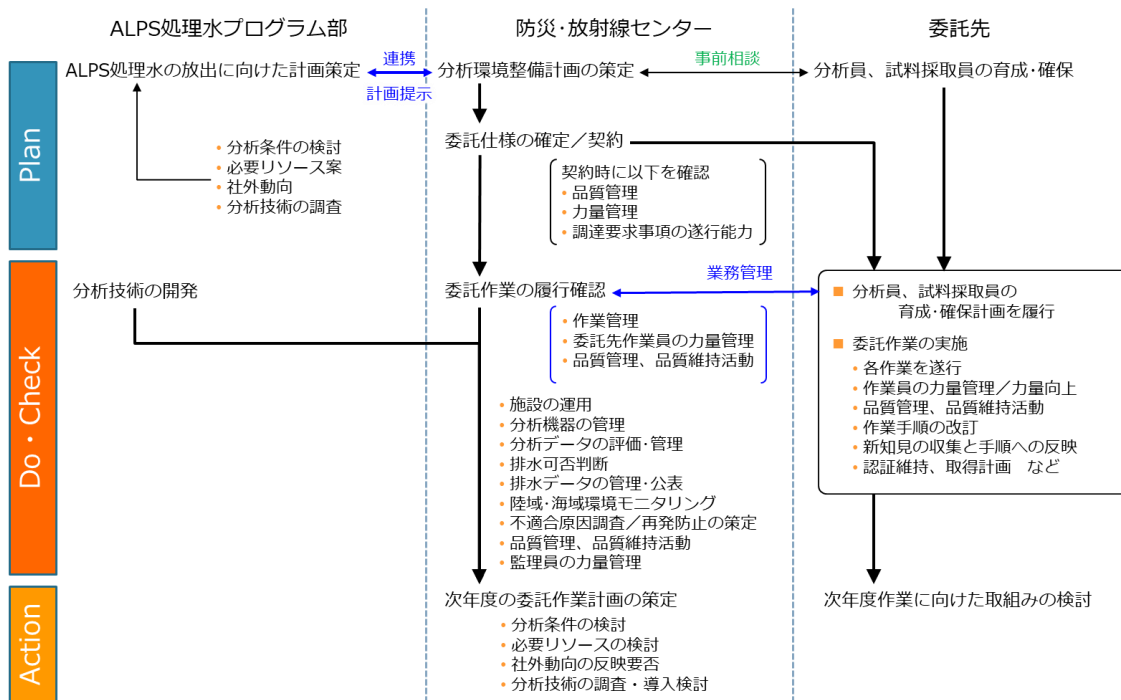 ALPS処理水プログラム部
防災・放射線センター
委託先
Plan
ALPS処理水の放出に向けた計画策定
連携
計画提示
分析環境整備計画の策定
事前相談
分析員、試料採取員の育成・確保
・分析条件の検討
・必要リソース案
・社外動向
・分析技術の調査
委託仕様の確定／契約
契約時に以下を確認
・品質管理
・力量管理
・調達要求事項の遂行能力
Do・Check
分析技術の開発
委託作業の履行確認
業務管理
・作業管理
・委託先作業員の力量管理
・品質管理、品質維持活動
■ 分析員、試料採取員の
育成・確保計画を履行
■ 委託作業の実施
・各作業を遂行
・作業員の力量管理／力量向上
・品質管理、品質維持活動
・作業手順の改訂
・新知見の収集と手順への反映
・認証維持、取得計画　など
・施設の運用
・分析機器の管理
・分析データの評価・管理
・排水可否判断
・排水データの管理・公表
・陸域・海域環境モニタリング
・不適合原因調査／再発防止の策定
・品質管理、品質維持活動
・監理員の力量管理
Action
次年度の委託作業計画の策定
・分析条件の検討
・必要リソースの検討
・社外動向の反映要否
・分析技術の調査・導入検討
次年度作業に向けた取組みの検討